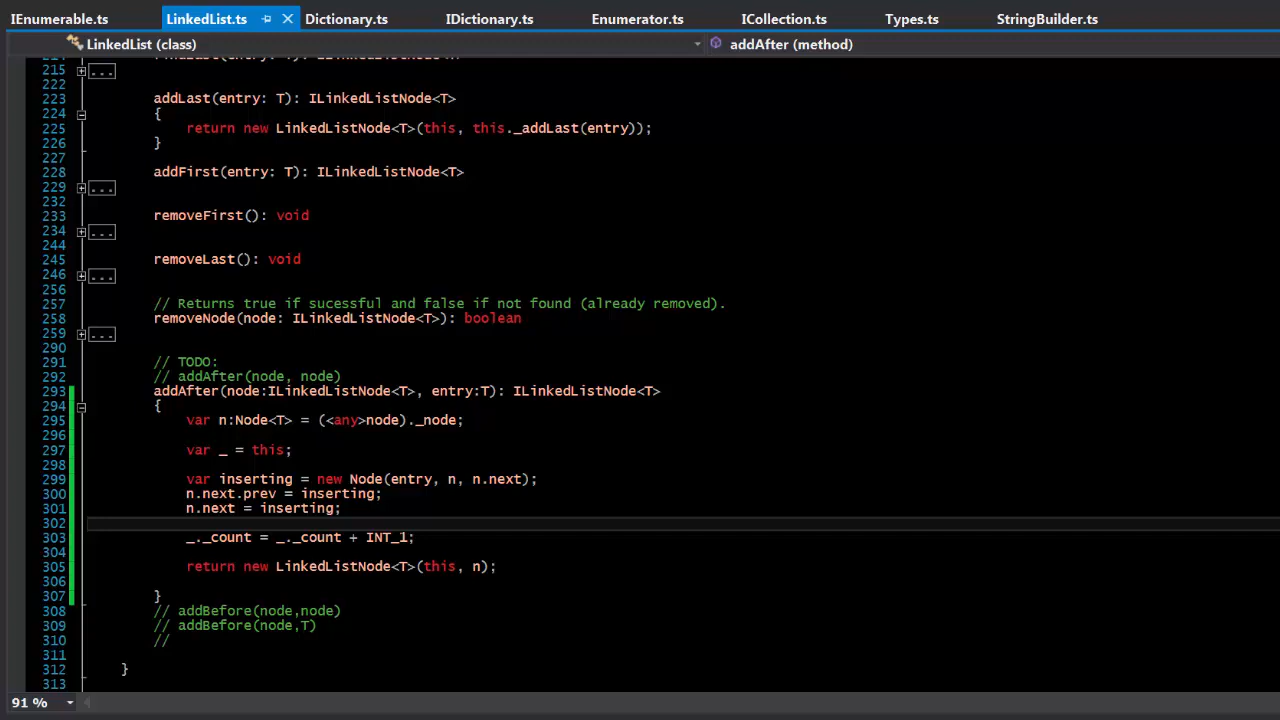 IEnumerable.ts LinkedList.ts Dictionary.ts IDictionary.ts Enumerator.ts ICollection.ts Types.ts StringBuilder.ts
LinkedList (class) addAfter (method)
215 ...
222
223 addLast(entry: T): ILinkedListNode<T>
224 {
225 return new LinkedListNode<T>(this, this._addLast(entry));
226 }
227
228 addFirst(entry: T): ILinkedListNode<T>
229 ...
232
233 removeFirst(): void
234 ...
244
245 removeLast(): void
246 ...
256
257 // Returns true if sucessful and false if not found (already removed).
258 removeNode(node: ILinkedListNode<T>): boolean
259 ...
290
291 // TODO:
292 // addAfter(node, node)
293 addAfter(node:ILinkedListNode<T>, entry:T): ILinkedListNode<T>
294 {
295 var n:Node<T> = (<any>node)._node;
296
297 var _ = this;
298
299 var inserting = new Node(entry, n, n.next);
300 n.next.prev = inserting;
301 n.next = inserting;
302
303 _._count = _._count + INT_1;
304
305 return new LinkedListNode<T>(this, n);
306
307 }
308 // addBefore(node,node)
309 // addBefore(node,T)
310 //
311
312 }
313
91 %